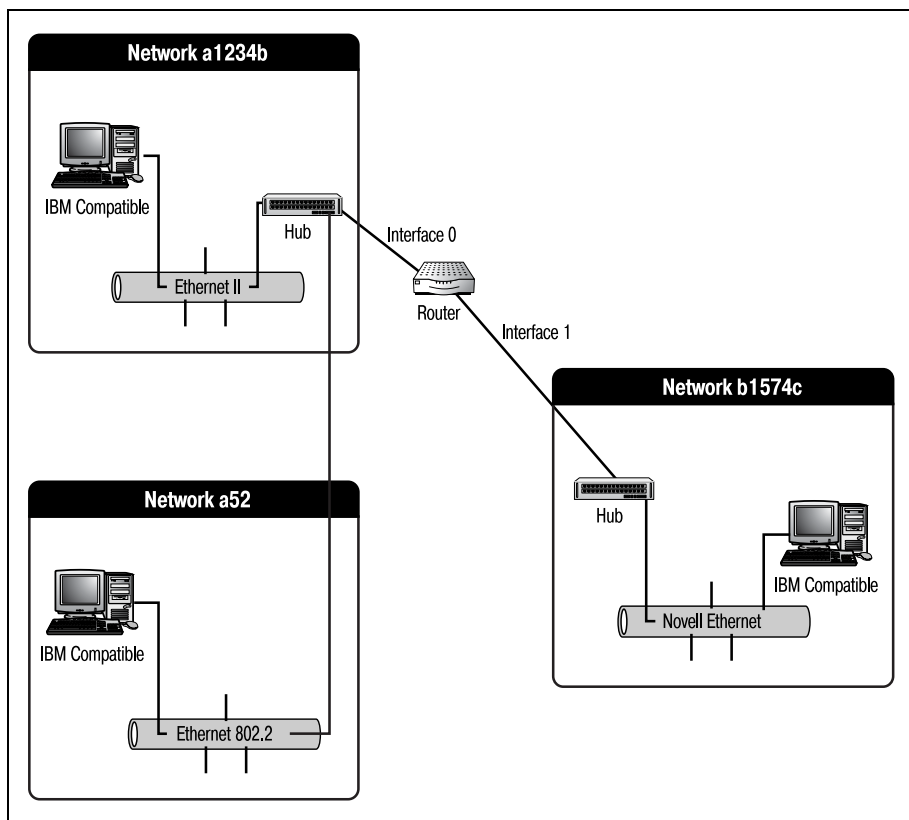 Network a1234b
IBM Compatible
Hub
Ethernet II
Interface 0
Router
Interface 1
Network b1574c
Hub
IBM Compatible
Novell Ethernet
Network a52
IBM Compatible
Ethernet 802.2